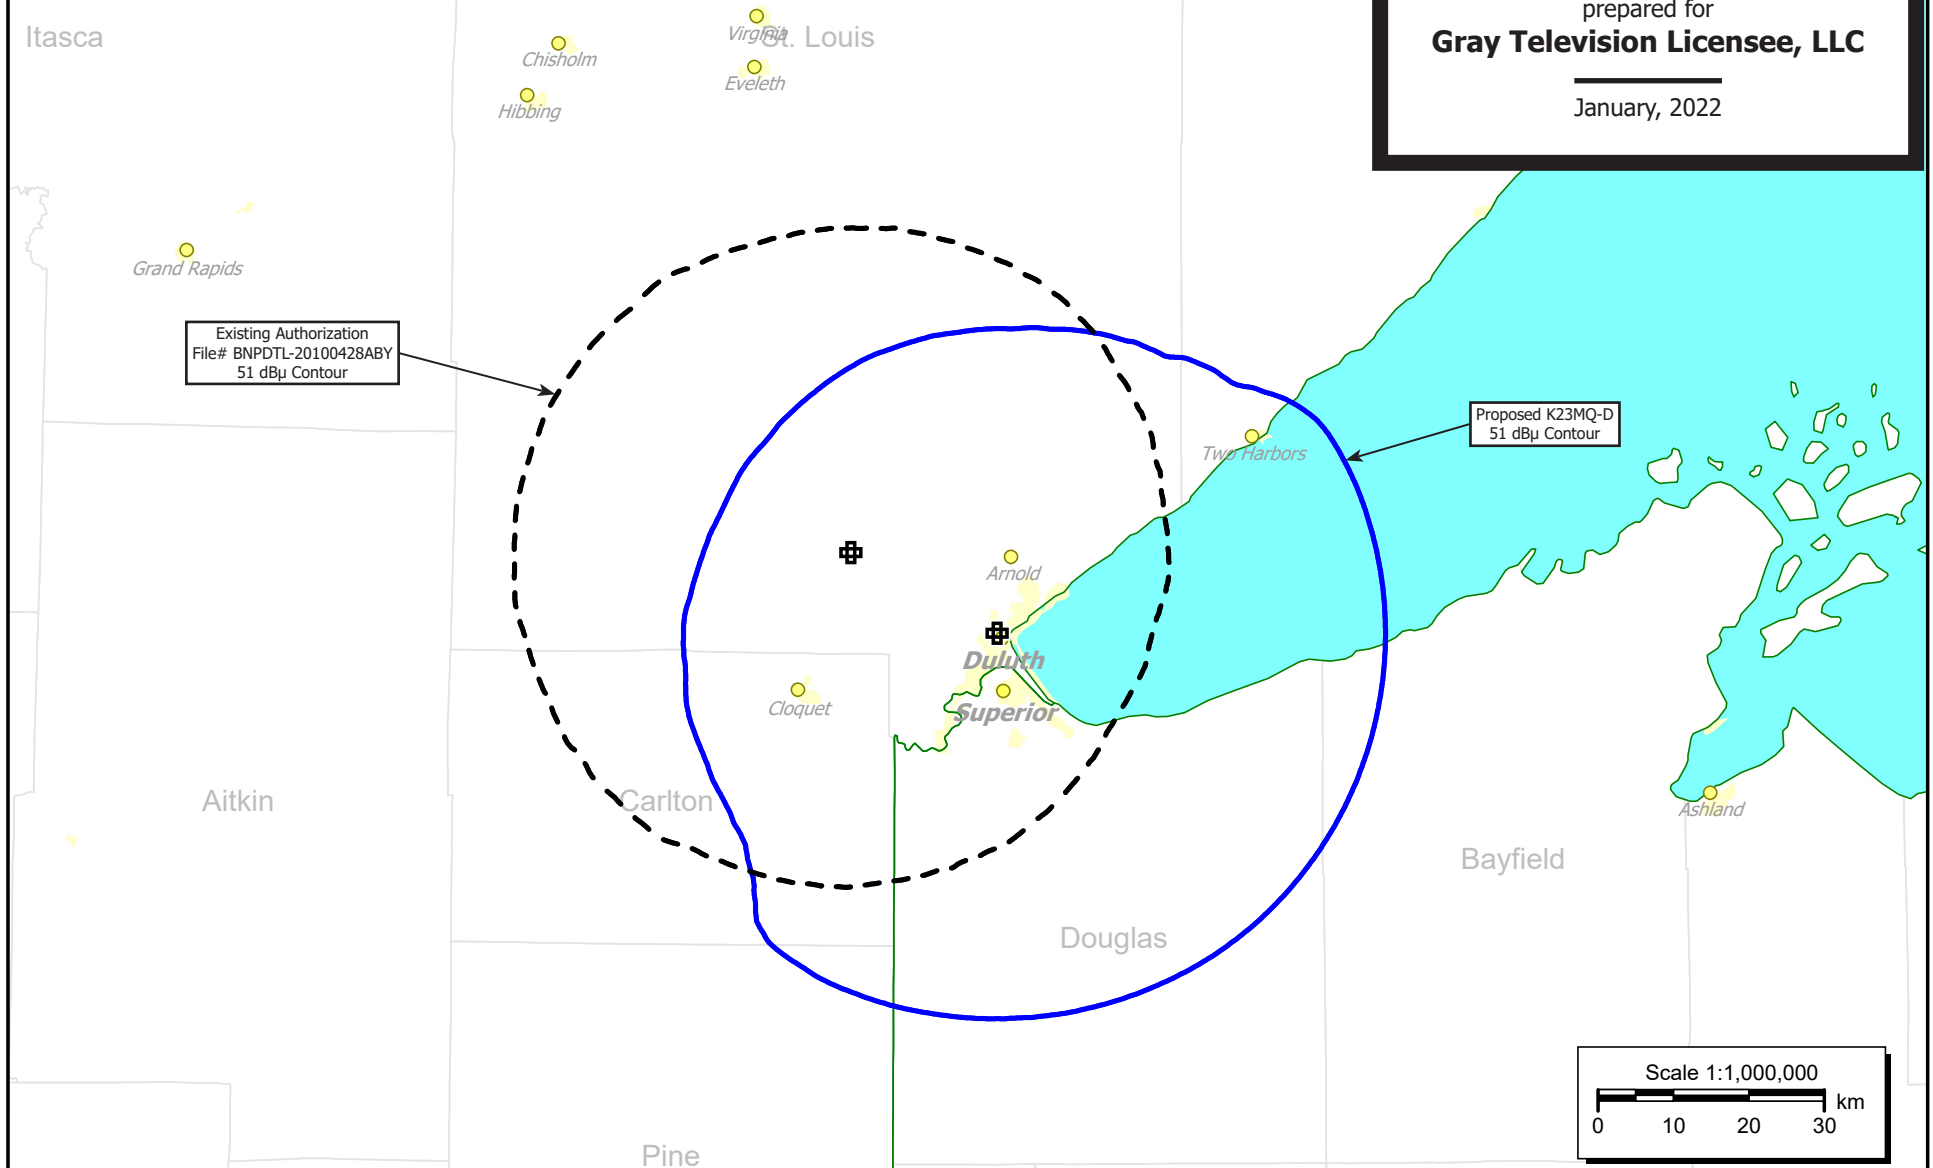 prepared for
Gray Television Licensee, LLC
January, 2022
Itasca
St. Louis
Virginia
Chisholm
Eveleth
Hibbing
Grand Rapids
Existing Authorization
File# BNPDTL-20100428ABY
51 dBµ Contour
Proposed K23MQ-D
51 dBµ Contour
Two Harbors
Arnold
Duluth
Cloquet
Superior
Aitkin
Carlton
Ashland
Bayfield
Douglas
Pine
Scale 1:1,000,000
km
0 10 20 30